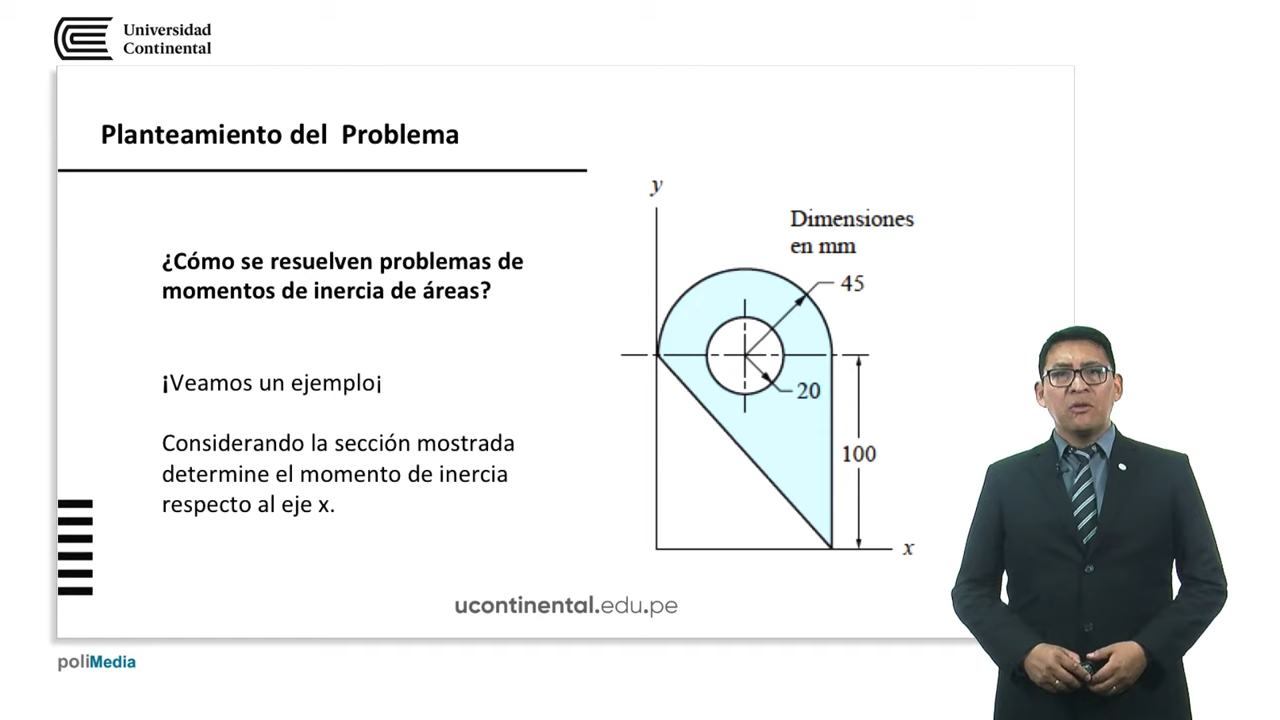 Universidad
Continental
Planteamiento del  Problema
¿Cómo se resuelven problemas de
momentos de inercia de áreas?
¡Veamos un ejemplo¡
Considerando la sección mostrada
determine el momento de inercia
respecto al eje x.
y
Dimensiones
en mm
45
20
100
x
ucontinental.edu.pe
poliMedia